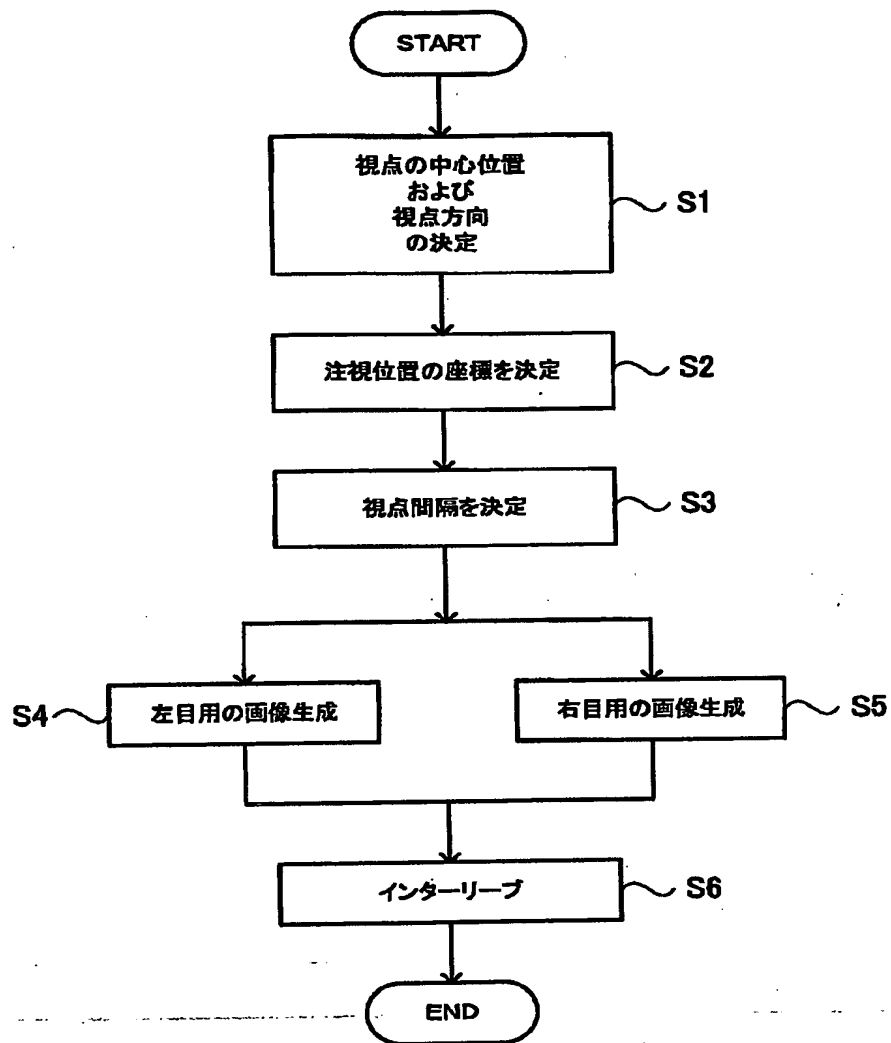 START
視点の中心位置
および
視点方向
の決定
S1
注視位置の座標を決定
S2
視点間隔を決定
S3
S4
左目用の画像生成
右目用の画像生成
S5
インターリーブ
S6
END